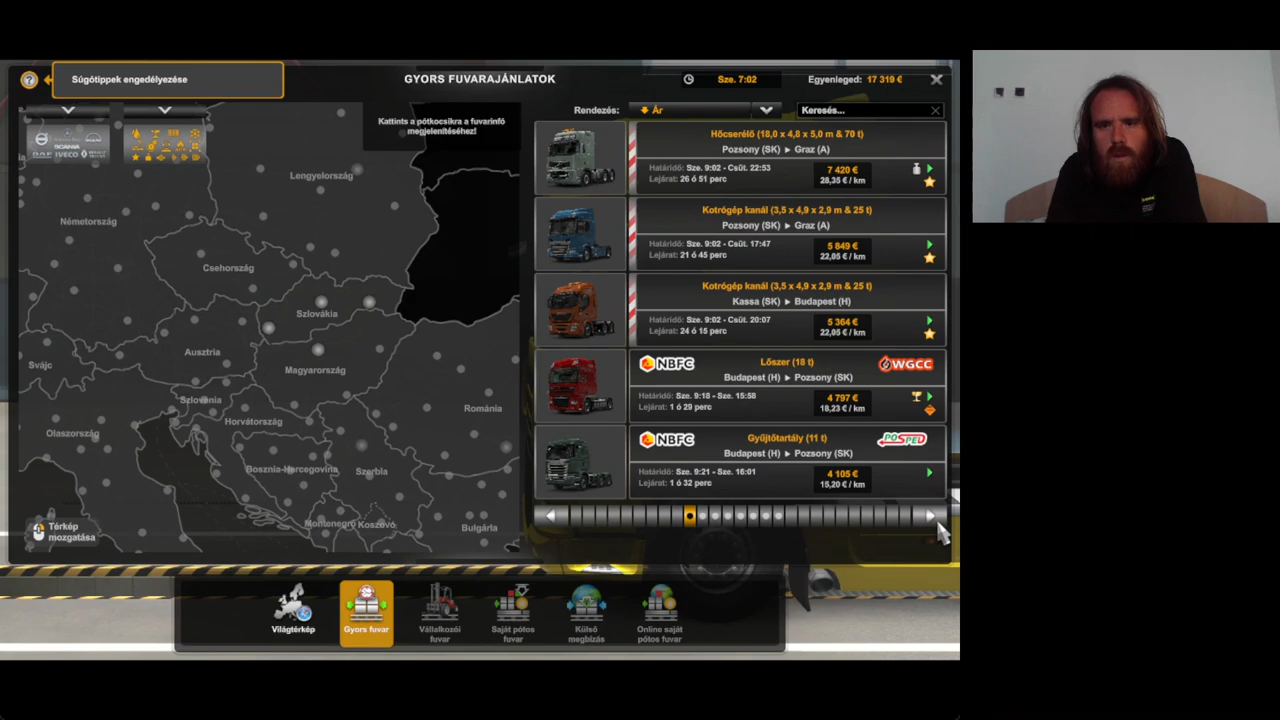 Súgótippek engedélyezése
GYORS FUVARAJÁNLATOK
Sze. 7:02
Egyenleged: 17 319 €
Rendezés:
Ár
Keresés...
Kattints a pótkocsikra a fuvarinfó
megjelenítéséhez!
SCANIA
DAF IVECO
Lengyelország
Németország
Csehország
Szlovákia
Ausztria
Svájc
Magyarország
Szlovénia
Románia
Horvátország
Olaszország
Bosznia-Hercegovina
Szerbia
Montenegró
Koszovó
Bulgária
Térkép
mozgatása
Hőcserélő (18,0 x 4,8 x 5,0 m & 70 t)
Pozsony (SK) Graz (A)
Határidő: Sze. 9:02 - Csüt. 22:53
Lejárat: 26 ó 51 perc
7 420 €
28,35 € / km
Kotrógép kanál (3,5 x 4,9 x 2,9 m & 25 t)
Pozsony (SK) Graz (A)
Határidő: Sze. 9:02 - Csüt. 17:47
Lejárat: 21 ó 45 perc
5 849 €
22,05 € / km
Kotrógép kanál (3,5 x 4,9 x 2,9 m & 25 t)
Kassa (SK) Budapest (H)
Határidő: Sze. 9:02 - Csüt. 20:07
Lejárat: 24 ó 15 perc
5 364 €
22,05 € / km
NBFC
Lőszer (18 t)
WGCC
Budapest (H) Pozsony (SK)
Határidő: Sze. 9:18 - Sze. 15:58
Lejárat: 1 ó 29 perc
4 797 €
18,23 € / km
NBFC
Gyűjtőtartály (11 t)
POSPED
Budapest (H) Pozsony (SK)
Határidő: Sze. 9:21 - Sze. 16:01
Lejárat: 1 ó 32 perc
4 105 €
15,20 € / km
Világtérkép
Gyors fuvar
Vállalkozói
fuvar
Saját pótos
fuvar
Külső
megbízás
Online saját
pótos fuvar